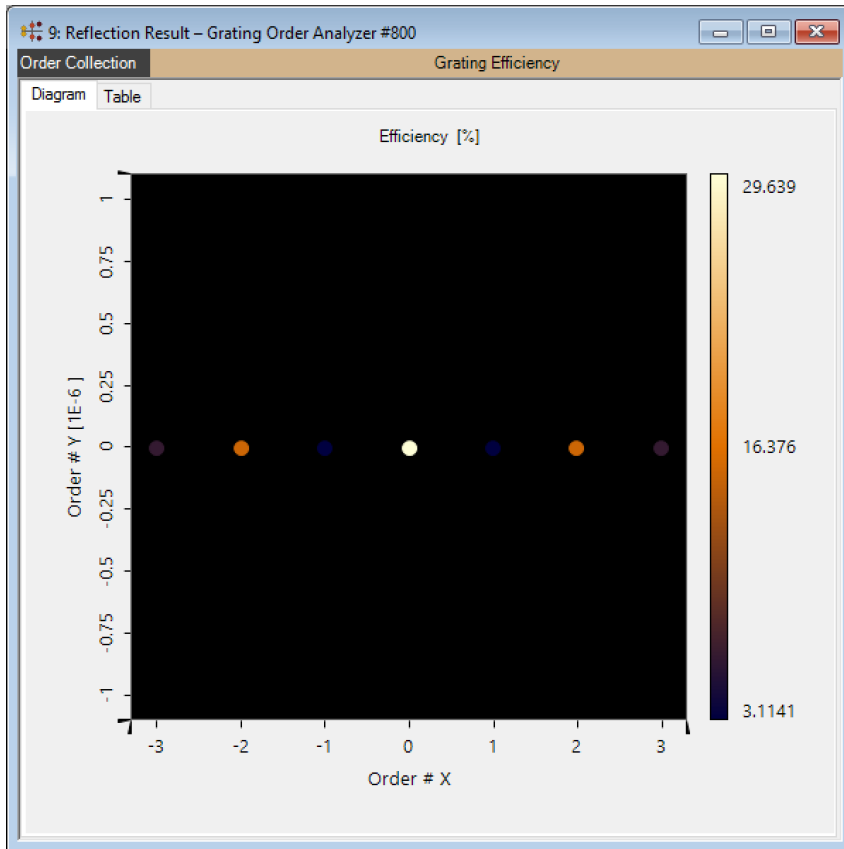 9: Reflection Result – Grating Order Analyzer #800
Order Collection Grating Efficiency
Diagram Table
Efficiency [%]
29.639
16.376
3.1141
Order # Y [1E-6 ]
1
0.75
0.5
0.25
0
-0.25
-0.5
-0.75
-1
-3 -2 -1 0 1 2 3
Order # X